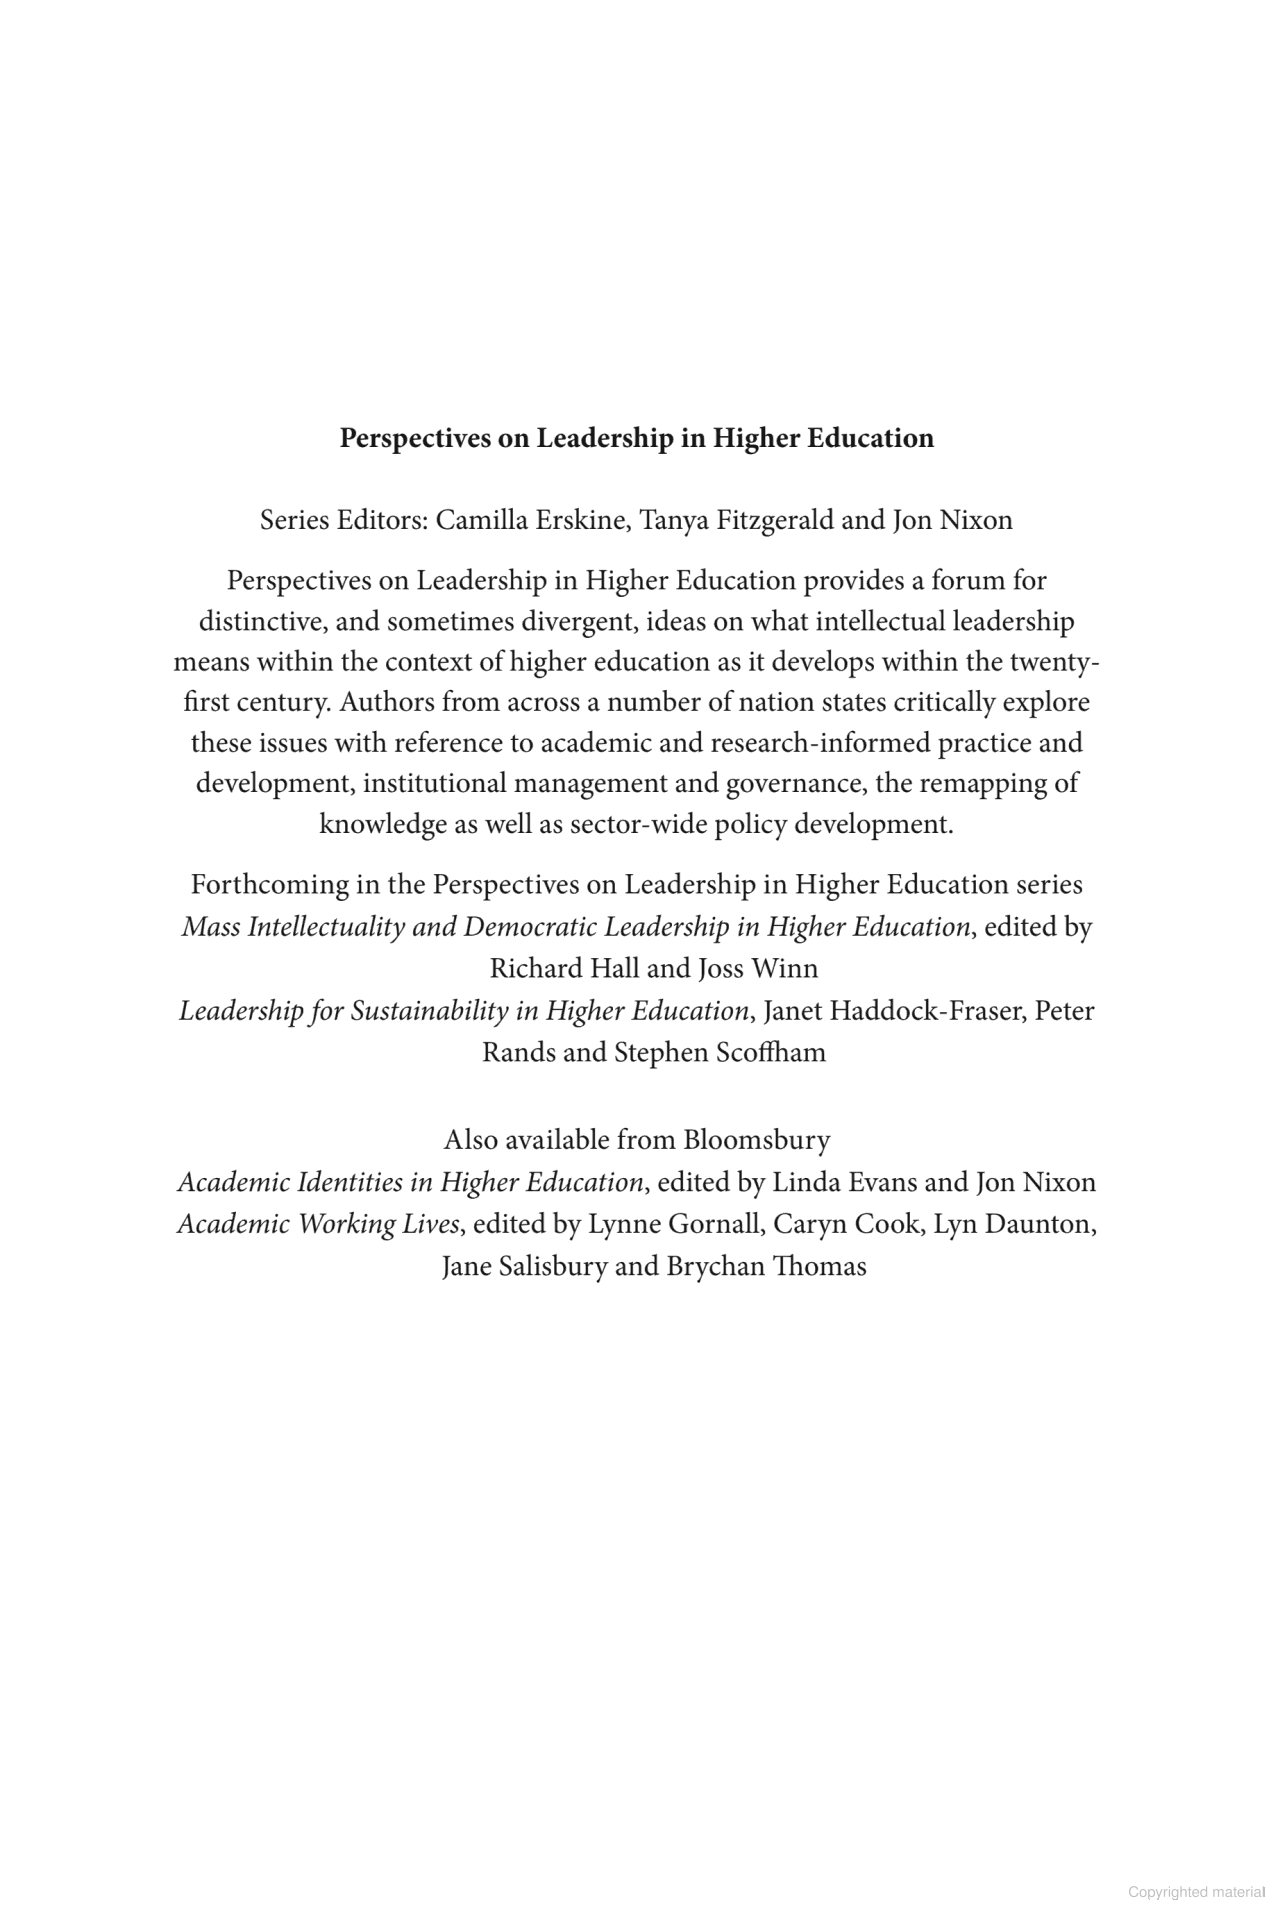 Perspectives on Leadership in Higher Education
Series Editors: Camilla Erskine, Tanya Fitzgerald and Jon Nixon
Perspectives on Leadership in Higher Education provides a forum for
distinctive, and sometimes divergent, ideas on what intellectual leadership
means within the context of higher education as it develops within the twenty-
first century. Authors from across a number of nation states critically explore
these issues with reference to academic and research-informed practice and
development, institutional management and governance, the remapping of
knowledge as well as sector-wide policy development.
Forthcoming in the Perspectives on Leadership in Higher Education series
Mass Intellectuality and Democratic Leadership in Higher Education, edited by
Richard Hall and Joss Winn
Leadership for Sustainability in Higher Education, Janet Haddock-Fraser, Peter
Rands and Stephen Scoffham
Also available from Bloomsbury
Academic Identities in Higher Education, edited by Linda Evans and Jon Nixon
Academic Working Lives, edited by Lynne Gornall, Caryn Cook, Lyn Daunton,
Jane Salisbury and Brychan Thomas
Copyrighted material